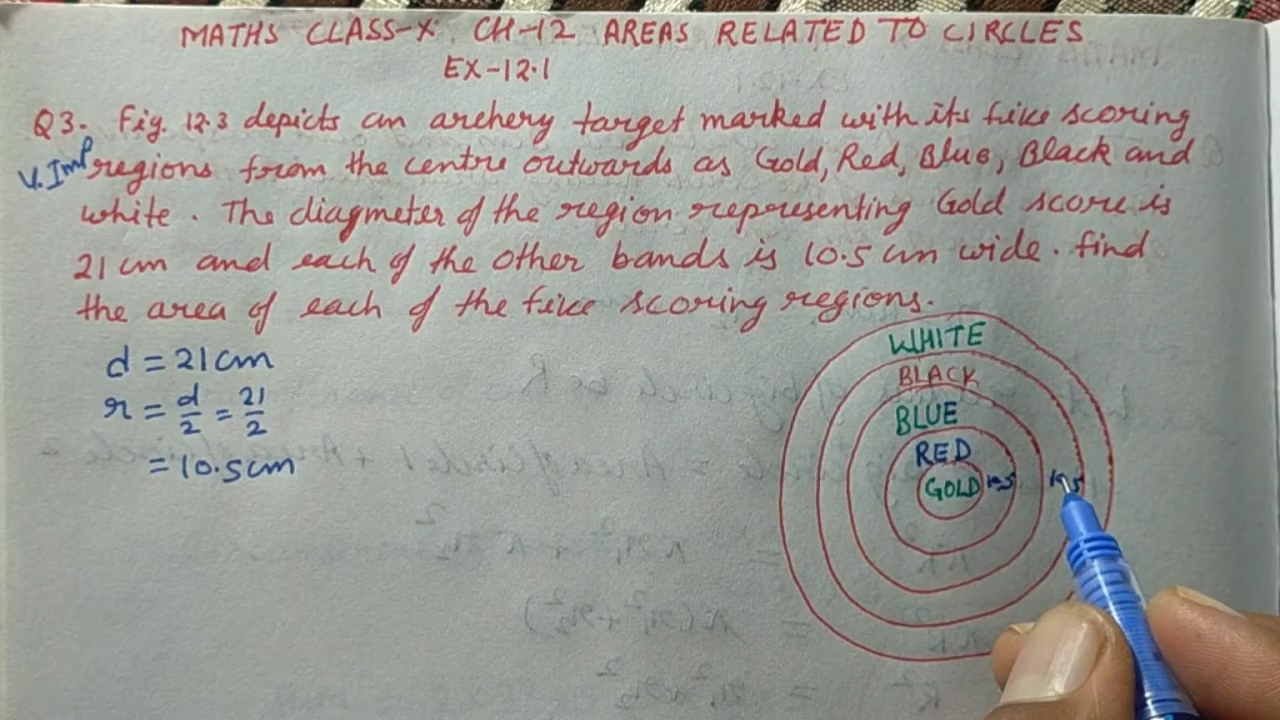 MATHS CLASS-X CH-12 AREAS RELATED TO CIRCLES
EX-12.1
Q3. Fig. 12.3 depicts an archery target marked with its five scoring
V.Imp regions from the centre outwards as Gold, Red, Blue, Black and
white. The diagmeter of the region representing Gold score is
21 cm and each of the other bands is 10.5 cm wide. find
the area of each of the five scoring regions.
d = 21 cm
r = d/2 = 21/2
= 10.5cm
WHITE
BLACK
BLUE
RED
GOLD 10.5 10.5